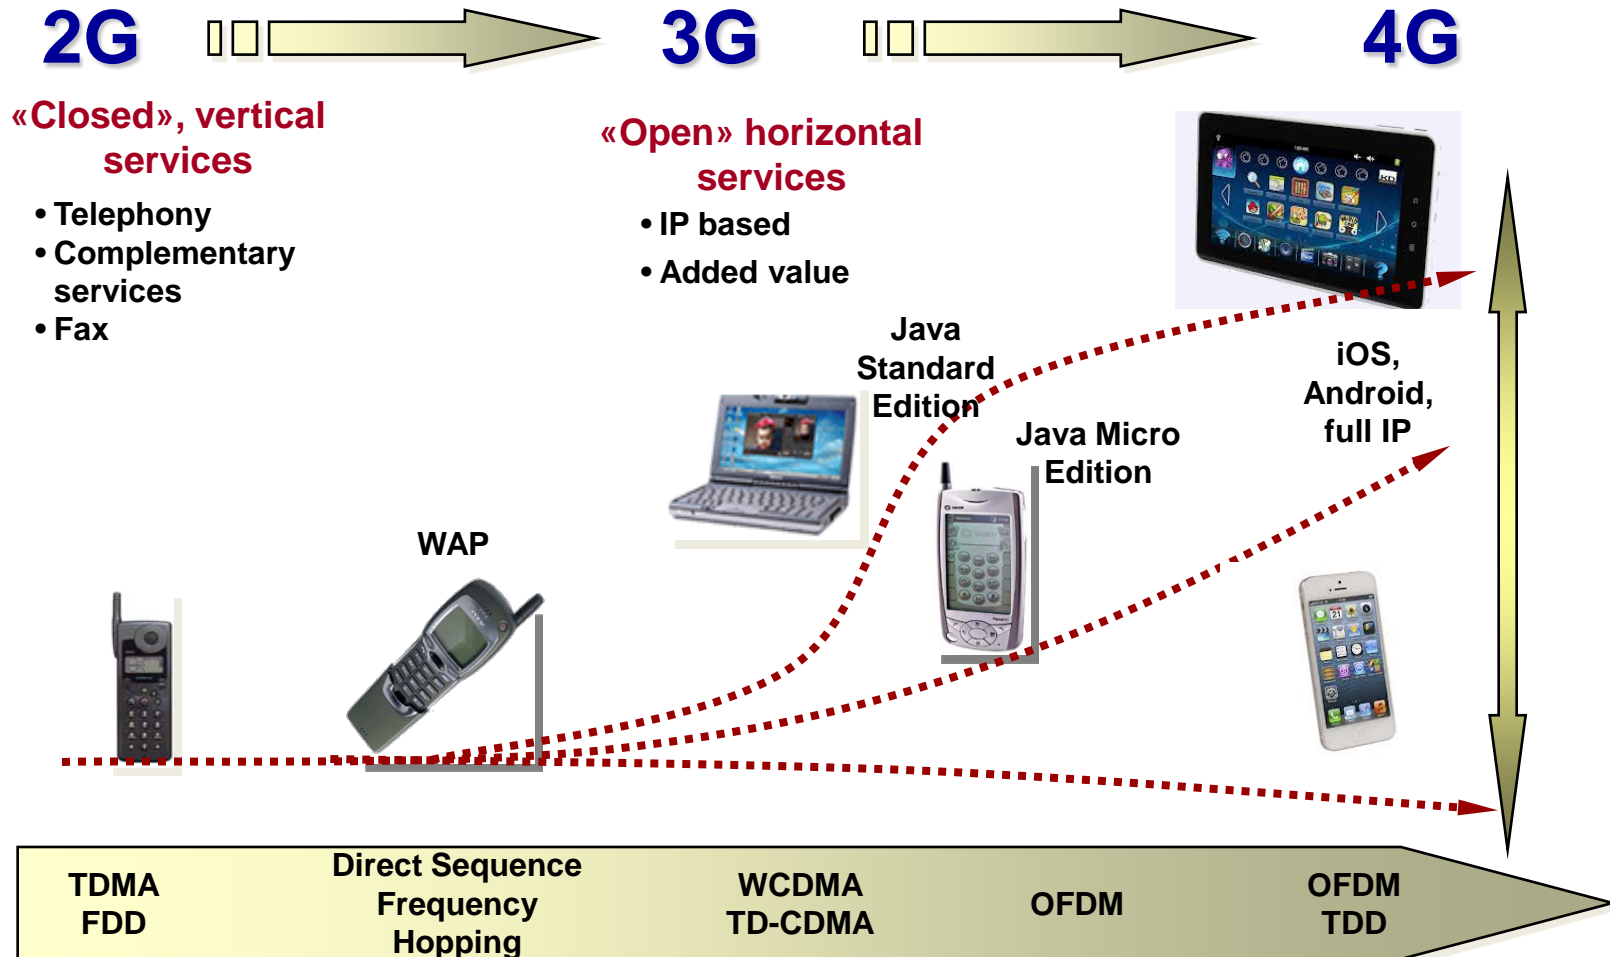 2G
3G
4G
«Closed», vertical
services
• Telephony
• Complementary
services
• Fax
«Open» horizontal
services
• IP based
• Added value
Java
Standard
Edition
Java Micro
Edition
iOS,
Android,
full IP
WAP
TDMA
FDD
Direct Sequence
Frequency
Hopping
WCDMA
TD-CDMA
OFDM
OFDM
TDD